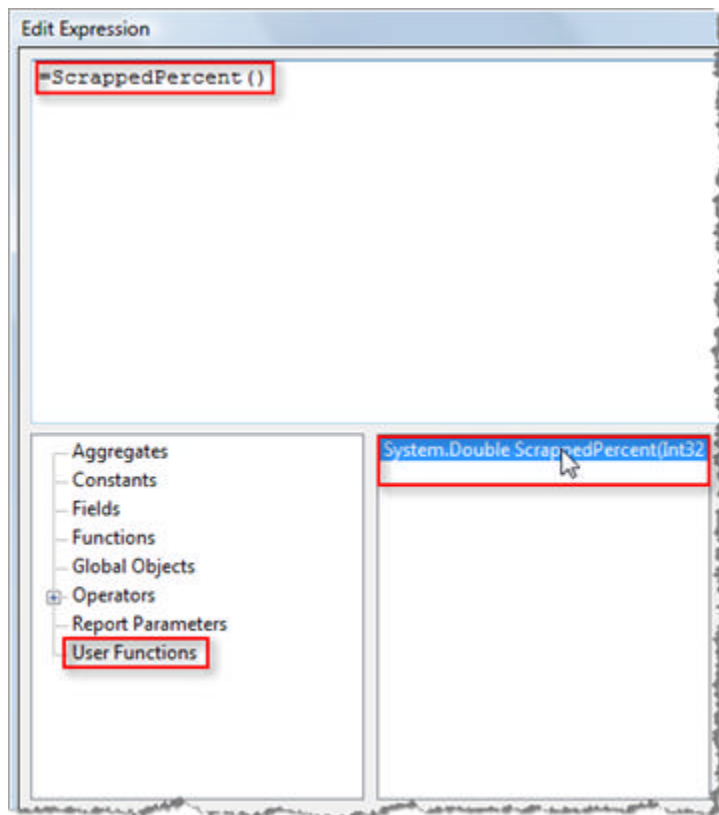 Edit Expression
=ScrappedPercent()
Aggregates
Constants
Fields
Functions
Global Objects
Operators
Report Parameters
User Functions
System.Double ScrappedPercent(Int32